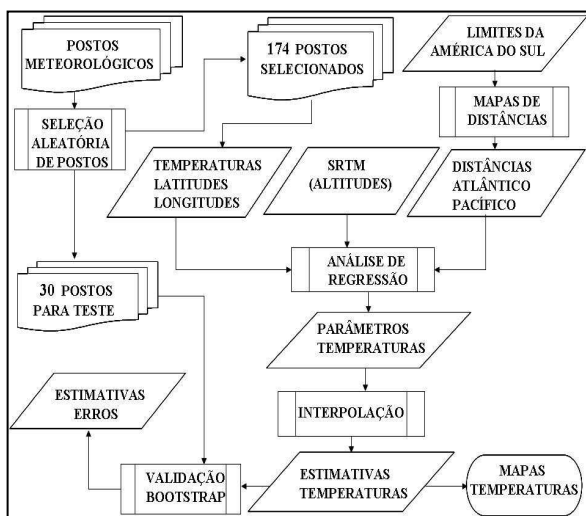 POSTOS
METEOROLÓGICOS
174 POSTOS
SELECIONADOS
LIMITES DA
AMÉRICA DO SUL
SELEÇÃO
ALEATÓRIA
DE POSTOS
MAPAS DE
DISTÂNCIAS
TEMPERATURAS
LATITUDES
LONGITUDES
SRTM
(ALTITUDES)
DISTÂNCIAS
ATLÂNTICO
PACÍFICO
ANÁLISE DE
REGRESSÃO
30 POSTOS
PARA TESTE
PARÂMETROS
TEMPERATURAS
ESTIMATIVAS
ERROS
INTERPOLAÇÃO
VALIDAÇÃO
BOOTSTRAP
ESTIMATIVAS
TEMPERATURAS
MAPAS
TEMPERATURAS